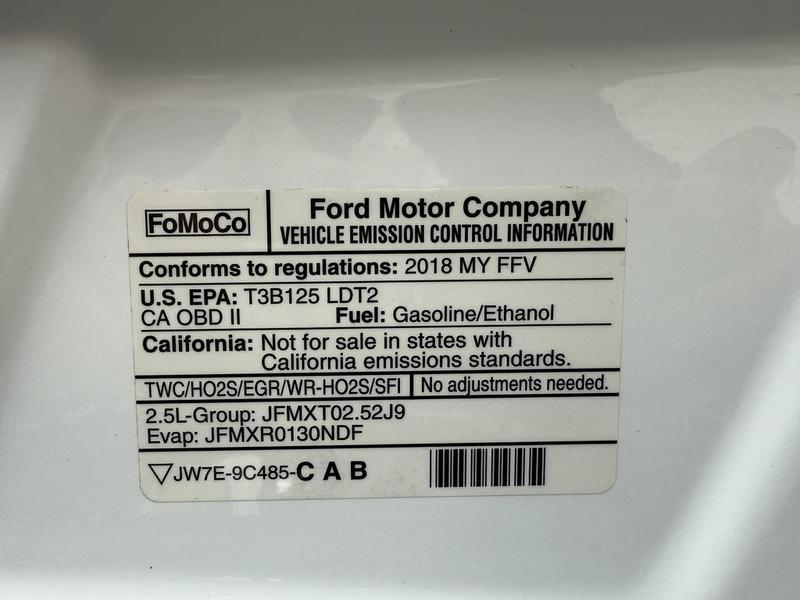 FoMoCo
Ford Motor Company
VEHICLE EMISSION CONTROL INFORMATION
Conforms to regulations: 2018 MY FFV
U.S. EPA: T3B125 LDT2
CA OBD II Fuel: Gasoline/Ethanol
California: Not for sale in states with
California emissions standards.
TWC/HO2S/EGR/WR-HO2S/SFI No adjustments needed.
2.5L-Group: JFMXT02.52J9
Evap: JFMXR0130NDF
JW7E-9C485-C A B